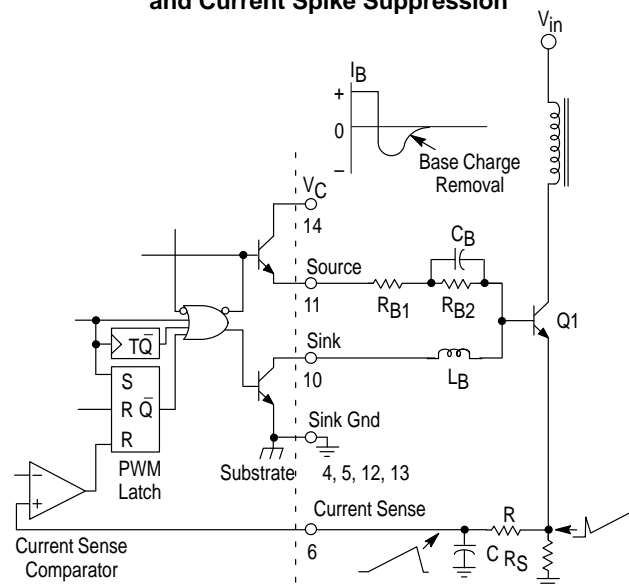 and Current Spike Suppression
Vin
IB
+
0
−
Base Charge
Removal
VC
14
Source
11
CB
RB1
RB2
Q1
TQ̅
Sink
10
LB
S
R Q̅
R
Sink Gnd
PWM
Latch
Substrate
4, 5, 12, 13
−
+
Current Sense
6
R
C
RS
Current Sense
Comparator